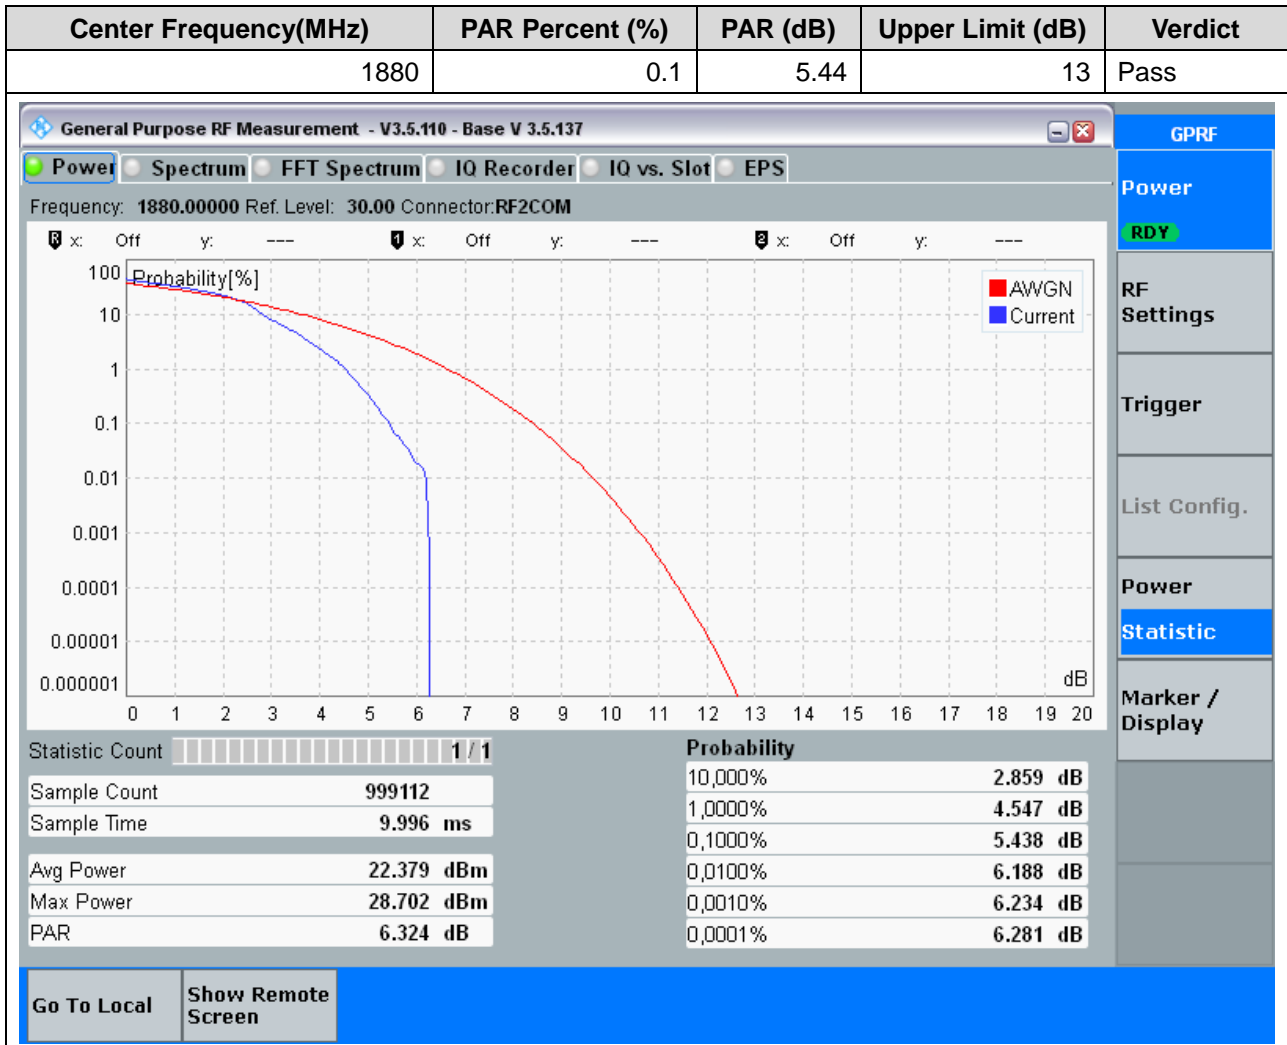 Center Frequency(MHz) PAR Percent (%) PAR (dB) Upper Limit (dB) Verdict
1880 0.1 5.44 13 Pass
General Purpose RF Measurement - V3.5.110 - Base V 3.5.137
GPRF
Power Spectrum FFT Spectrum IQ Recorder IQ vs. Slot EPS
Power
RDY
Frequency: 1880.00000 Ref. Level: 30.00 Connector:RF2COM
R x: Off y: --- 1 x: Off y: --- 2 x: Off y: ---
Probability[%]
AWGN
Current
100
10
1
0.1
0.01
0.001
0.0001
0.00001
0.000001
dB
0 1 2 3 4 5 6 7 8 9 10 11 12 13 14 15 16 17 18 19 20
RF
Settings
Trigger
List Config.
Power
Statistic
Marker /
Display
Statistic Count 1 / 1
Sample Count 999112
Sample Time 9.996 ms
Avg Power 22.379 dBm
Max Power 28.702 dBm
PAR 6.324 dB
Probability
10,000% 2.859 dB
1,0000% 4.547 dB
0,1000% 5.438 dB
0,0100% 6.188 dB
0,0010% 6.234 dB
0,0001% 6.281 dB
Go To Local
Show Remote
Screen